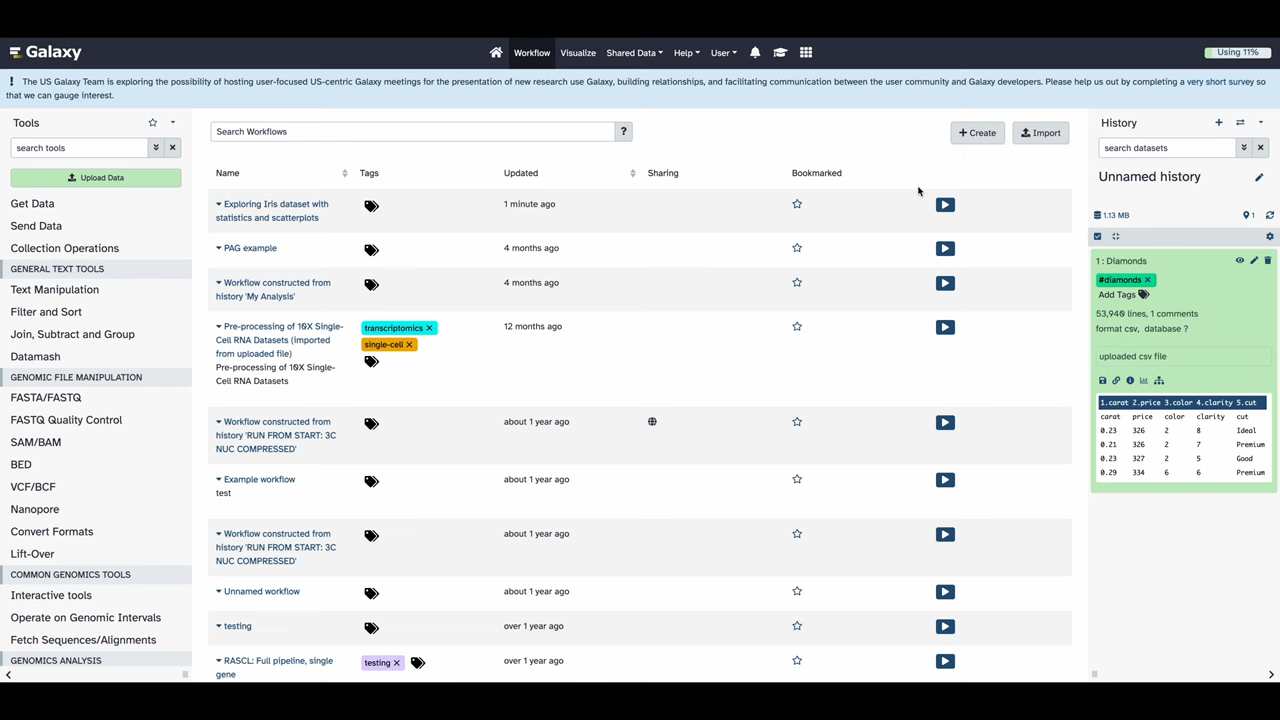 Galaxy
Workflow Visualize Shared Data Help User
Using 11%
! The US Galaxy Team is exploring the possibility of hosting user-focused US-centric Galaxy meetings for the presentation of new research use Galaxy, building relationships, and facilitating communication between the user community and Galaxy developers. Please help us out by completing a very short survey so
that we can gauge interest.
Tools
search tools
Upload Data
Get Data
Send Data
Collection Operations
GENERAL TEXT TOOLS
Text Manipulation
Filter and Sort
Join, Subtract and Group
Datamash
GENOMIC FILE MANIPULATION
FASTA/FASTQ
FASTQ Quality Control
SAM/BAM
BED
VCF/BCF
Nanopore
Convert Formats
Lift-Over
COMMON GENOMICS TOOLS
Interactive tools
Operate on Genomic Intervals
Fetch Sequences/Alignments
GENOMICS ANALYSIS
Search Workflows
?
+ Create
Import
Name Tags Updated Sharing Bookmarked
Exploring Iris dataset with
statistics and scatterplots
1 minute ago
PAG example
4 months ago
Workflow constructed from
history 'My Analysis'
4 months ago
Pre-processing of 10X Single-
Cell RNA Datasets (imported
from uploaded file)
Pre-processing of 10X Single-
Cell RNA Datasets
transcriptomics ×
single-cell ×
12 months ago
Workflow constructed from
history 'RUN FROM START: 3C
NUC COMPRESSED'
about 1 year ago
Example workflow
test
about 1 year ago
Workflow constructed from
history 'RUN FROM START: 3C
NUC COMPRESSED'
about 1 year ago
Unnamed workflow
about 1 year ago
testing
over 1 year ago
RASCL: Full pipeline, single
gene
testing ×
over 1 year ago
History
search datasets
Unnamed history
1.13 MB
1
1 : Diamonds
#diamonds ×
Add Tags
53,940 lines, 1 comments
format csv, database ?
uploaded csv file
1.carat 2.price 3.color 4.clarity 5.cut
carat price color clarity cut
0.23 326 2 8 Ideal
0.21 326 2 7 Premium
0.23 327 2 5 Good
0.29 334 6 6 Premium